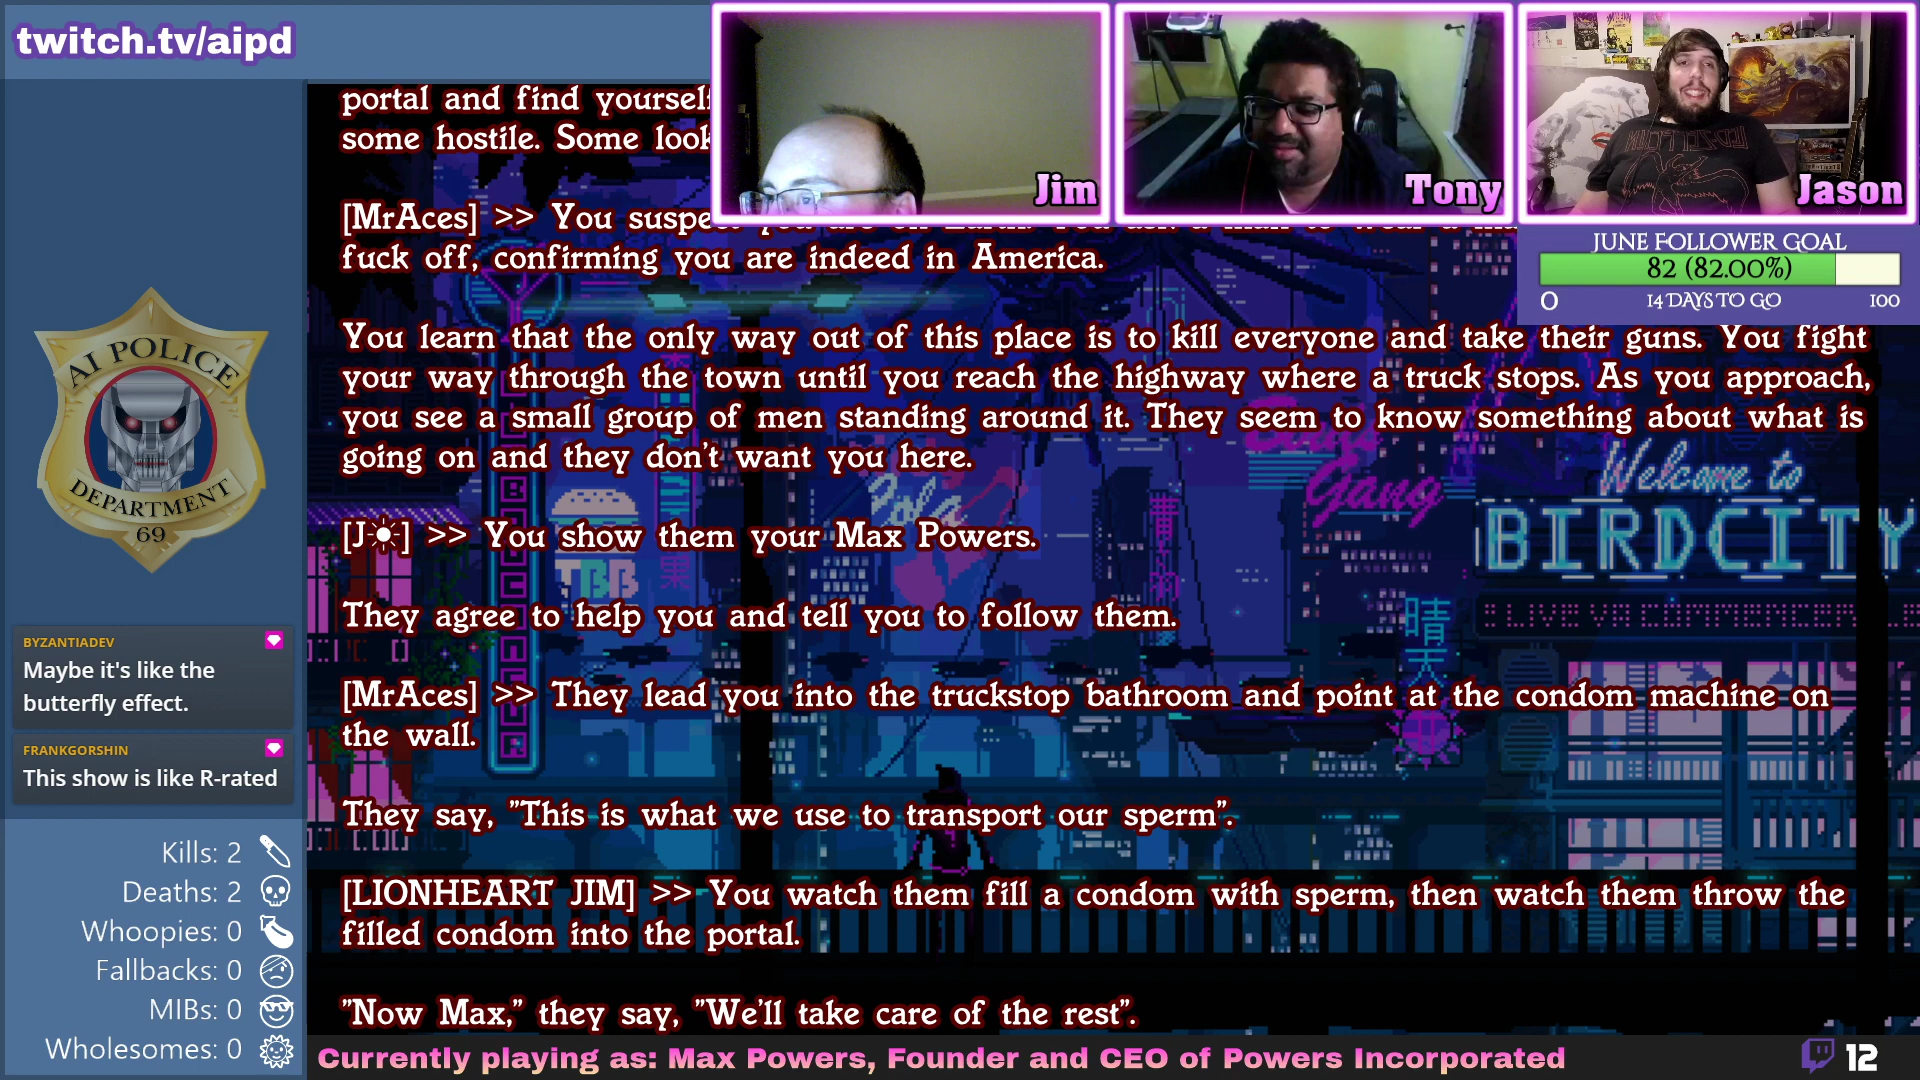 twitch.tv/aipd
Jim
Tony
Jason
JUNE FOLLOWER GOAL
82 (82.00%)
0 14 DAYS TO GO 100
portal and find yoursel
some hostile. Some look
[MrAces] >> You suspe
fuck off, confirming you are indeed in America.
You learn that the only way out of this place is to kill everyone and take their guns. You fight
your way through the town until you reach the highway where a truck stops. As you approach,
you see a small group of men standing around it. They seem to know something about what is
going on and they don't want you here.
[J☀] >> You show them your Max Powers.
They agree to help you and tell you to follow them.
[MrAces] >> They lead you into the truckstop bathroom and point at the condom machine on
the wall.
They say, "This is what we use to transport our sperm".
[LIONHEART JIM] >> You watch them fill a condom with sperm, then watch them throw the
filled condom into the portal.
"Now Max," they say, "We'll take care of the rest".
Gang
Welcome to
BIRDCITY
TBB
晴天
AI POLICE
DEPARTMENT
69
BYZANTIADEV
Maybe it's like the
butterfly effect.
FRANKGORSHIN
This show is like R-rated
Kills: 2
Deaths: 2
Whoopies: 0
Fallbacks: 0
MIBs: 0
Wholesomes: 0
Currently playing as: Max Powers, Founder and CEO of Powers Incorporated
12